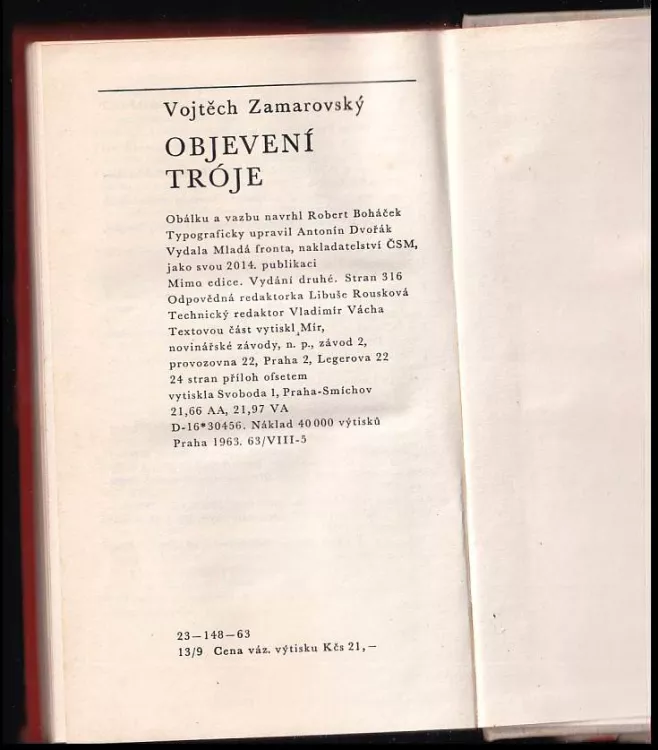 Vojtěch Zamarovský
OBJEVENÍ
TRÓJE
Obálku a vazbu navrhl Robert Boháček
Typograficky upravil Antonín Dvořák
Vydala Mladá fronta, nakladatelství ČSM,
jako svou 2014. publikaci
Mimo edice. Vydání druhé. Stran 316
Odpovědná redaktorka Libuše Rousková
Technický redaktor Vladimír Vácha
Textovou část vytiskl Mír,
novinářské závody, n. p., závod 2,
provozovna 22, Praha 2, Legerova 22
24 stran příloh ofsetem
vytiskla Svoboda 1, Praha-Smíchov
21,66 AA, 21,97 VA
D-16*30456. Náklad 40 000 výtisků
Praha 1963. 63/VIII-5
23—148—63
13/9 Cena váz. výtisku Kčs 21,—